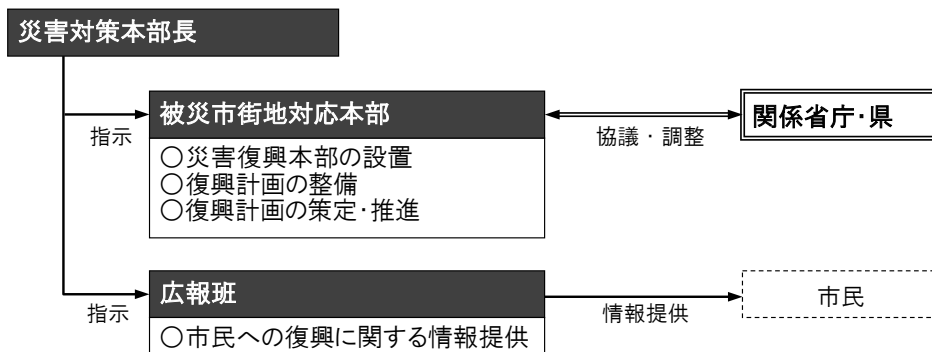 災害対策本部長
被災市街地対応本部
指示
○災害復興本部の設置
○復興計画の整備
○復興計画の策定・推進
協議・調整
関係省庁・県
広報班
指示
○市民への復興に関する情報提供
情報提供
市民